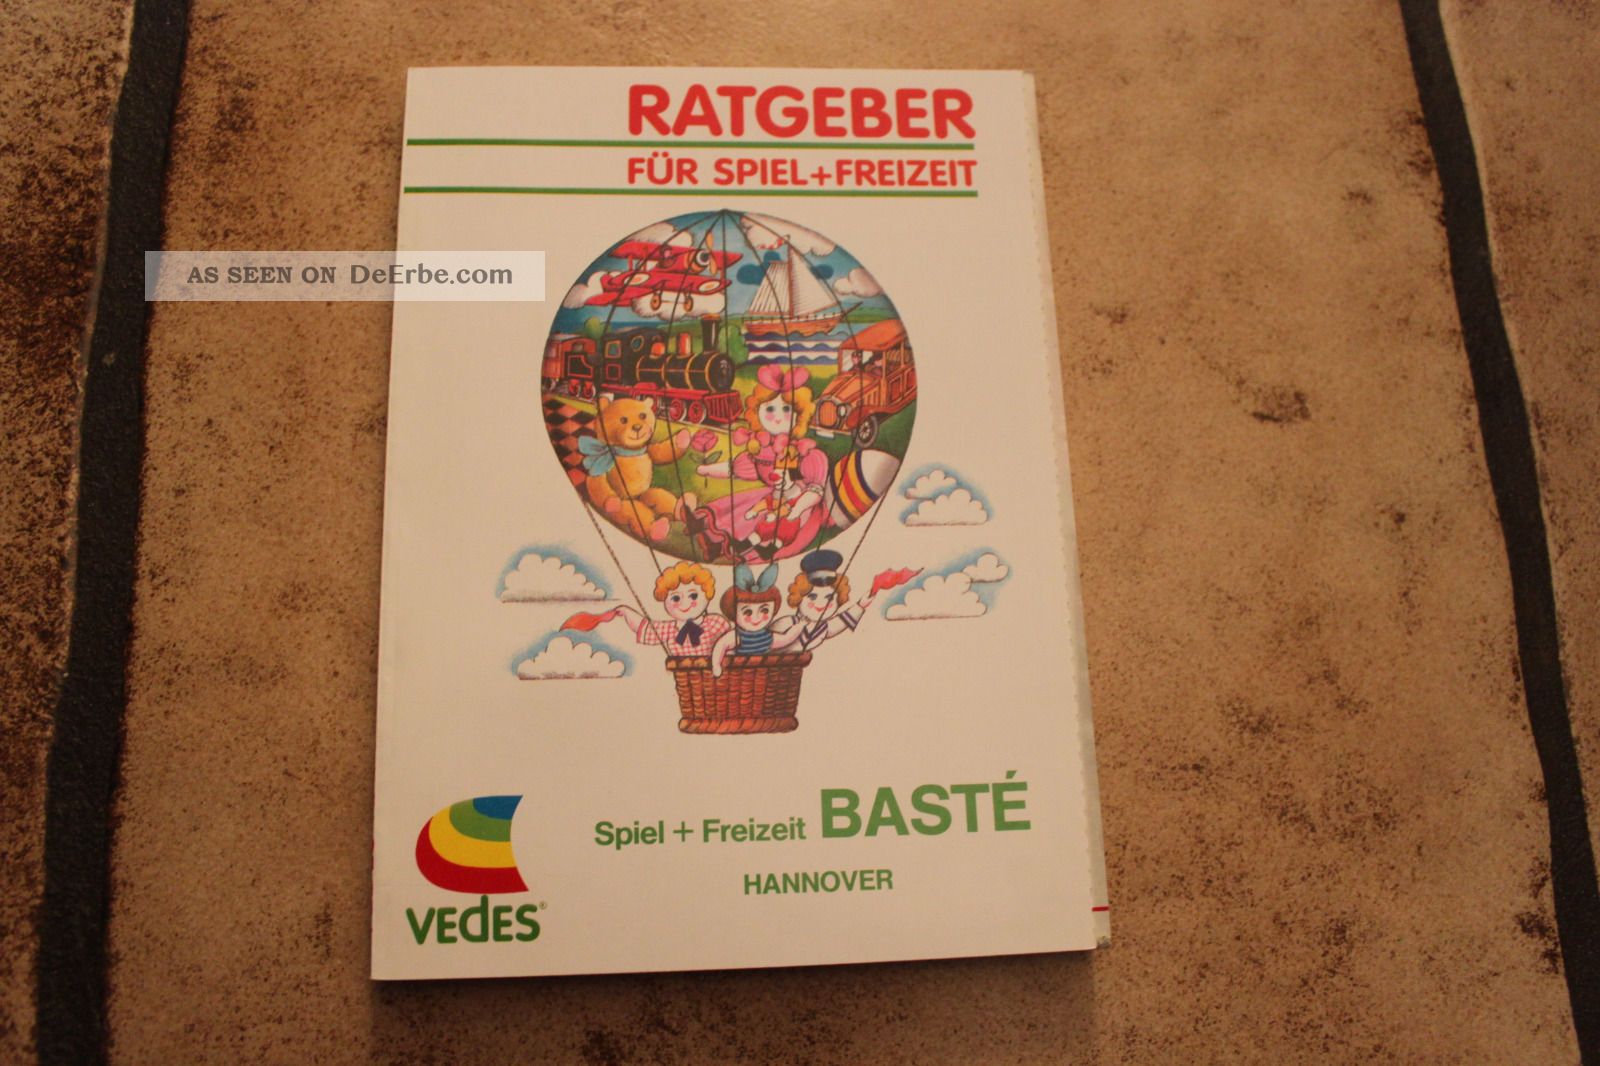 RATGEBER
FÜR SPIEL+FREIZEIT
AS SEEN ON DeErbe.com
Spiel + Freizeit BASTÉ
HANNOVER
VEdES®